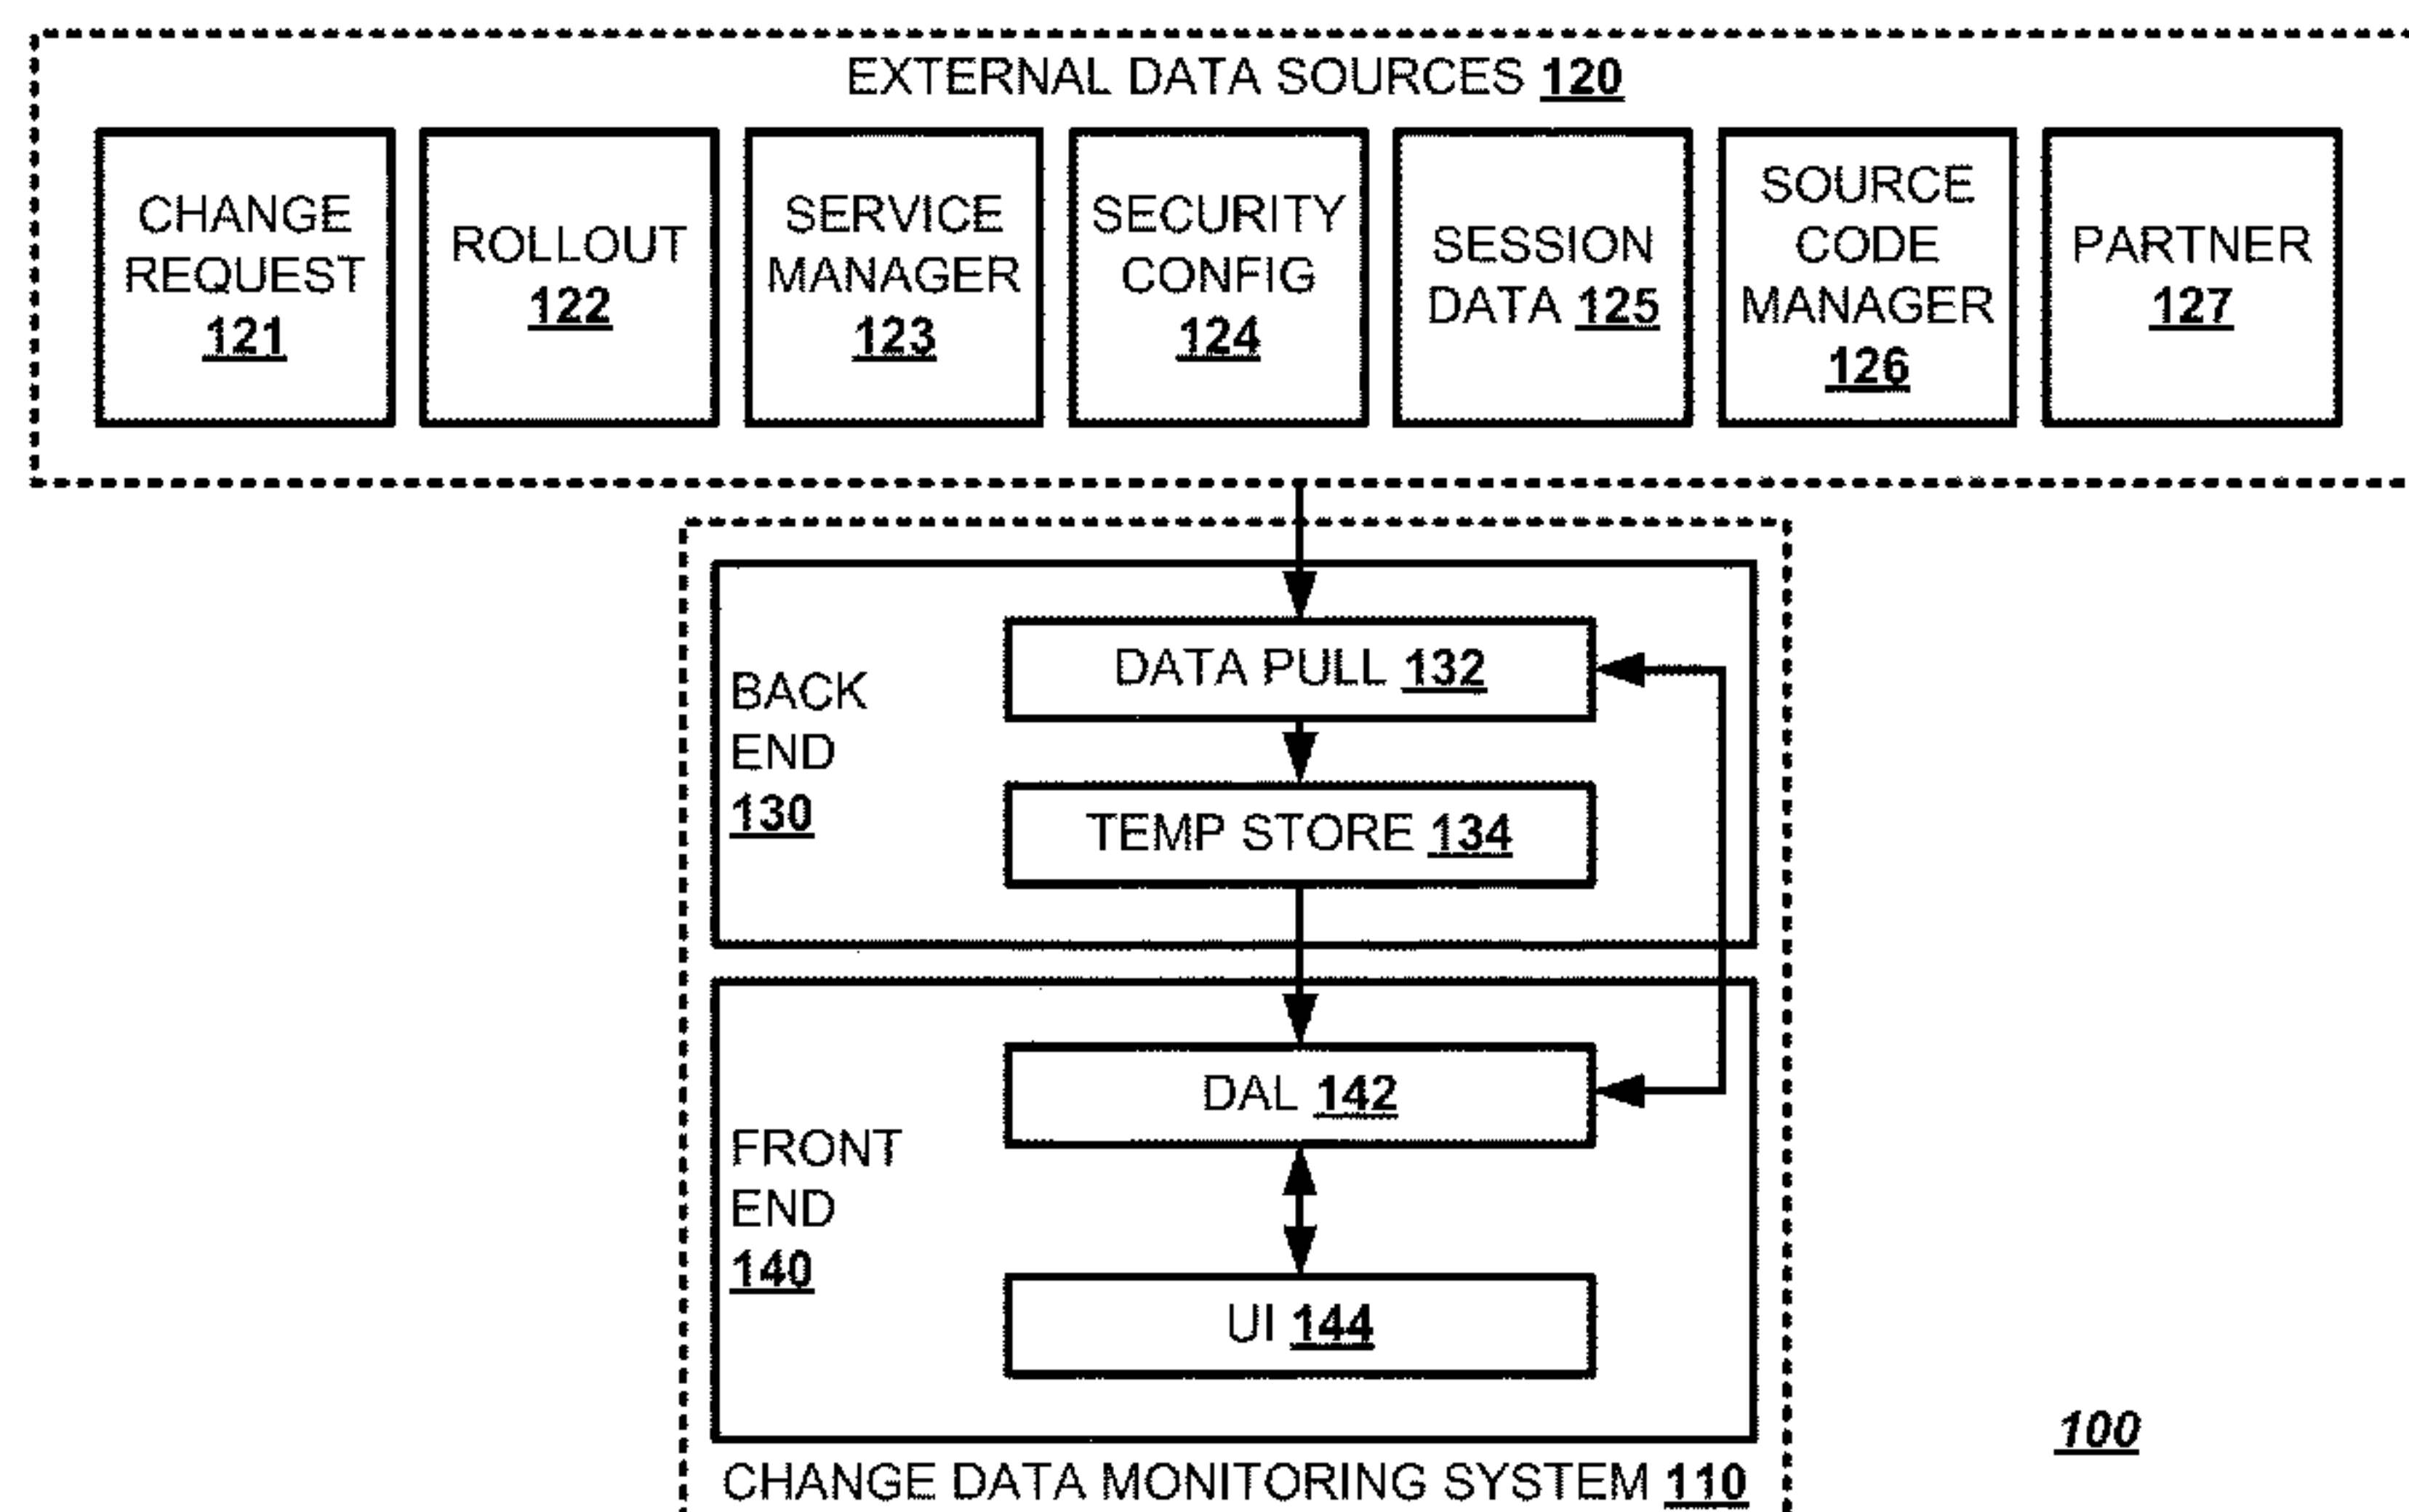 EXTERNAL DATA SOURCES 120
CHANGE
REQUEST
121
ROLLOUT
122
SERVICE
MANAGER
123
SECURITY
CONFIG
124
SESSION
DATA 125
SOURCE
CODE
MANAGER
126
PARTNER
127
BACK
END
130
DATA PULL 132
TEMP STORE 134
FRONT
END
140
DAL 142
UI 144
CHANGE DATA MONITORING SYSTEM 110
100